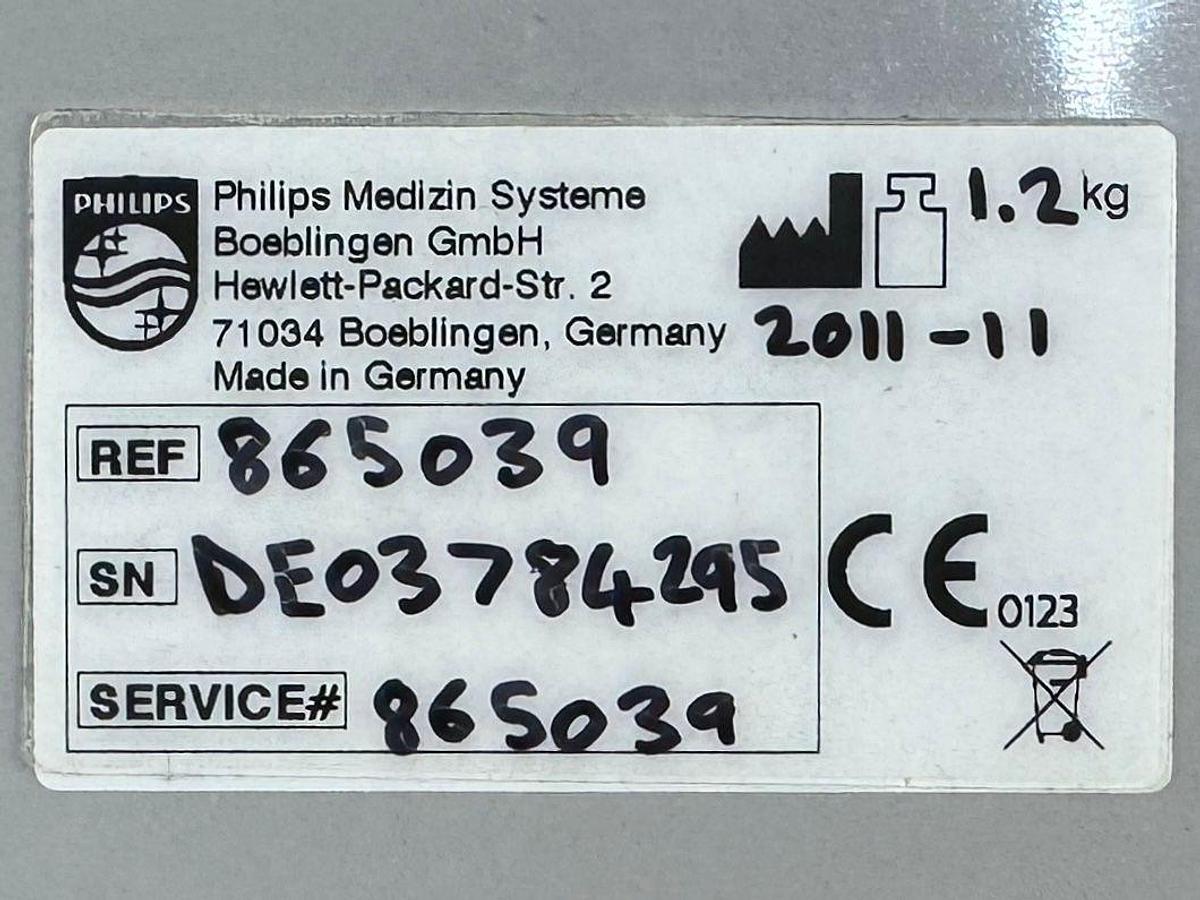 PHILIPS
Philips Medizin Systeme
Boeblingen GmbH
Hewlett-Packard-Str. 2
71034 Boeblingen, Germany
Made in Germany
1.2 kg
2011-11
REF 865039
SN DE03784295
CE 0123
SERVICE# 865039